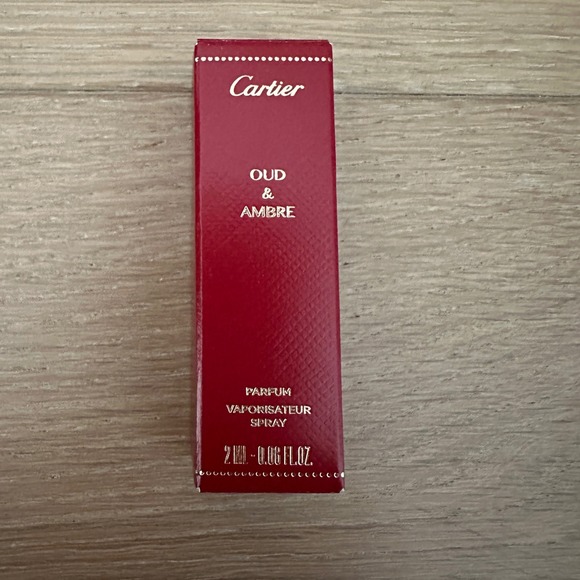 Cartier
OUD
&
AMBRE
PARFUM
VAPORISATEUR
SPRAY
2 ML - 0.06 FL.OZ.